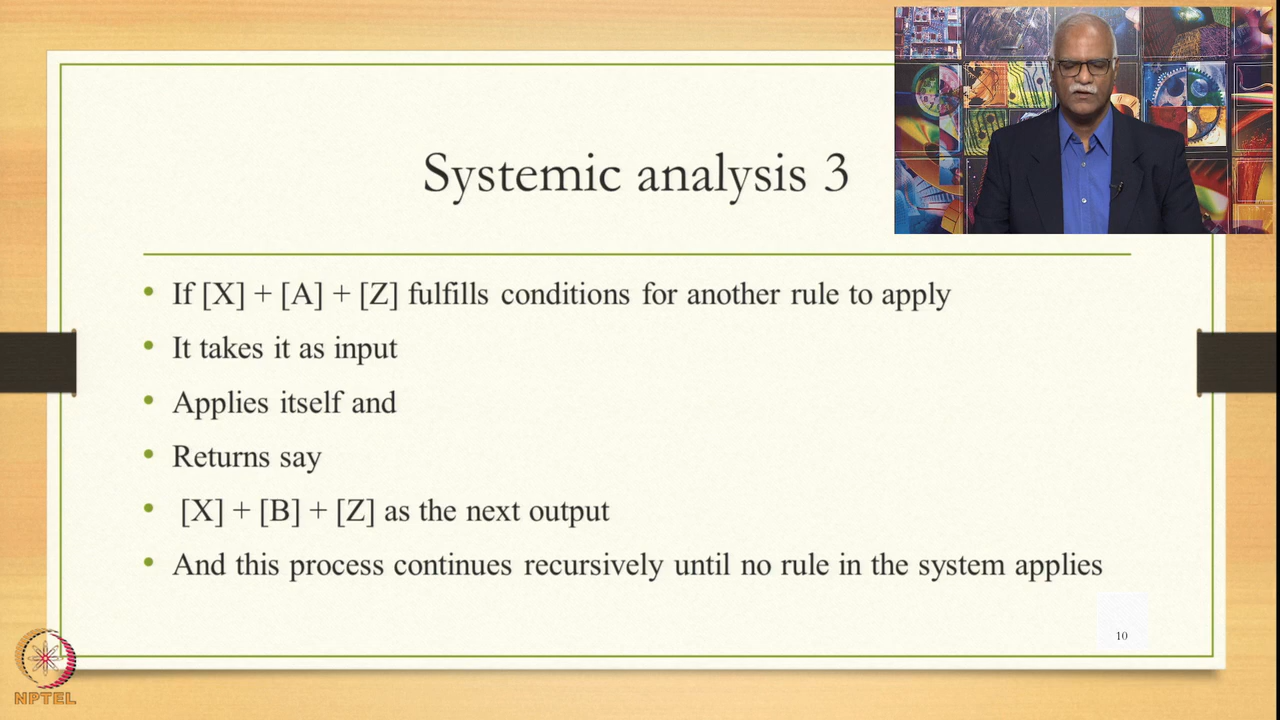 Systemic analysis 3
• If [X] + [A] + [Z] fulfills conditions for another rule to apply
• It takes it as input
• Applies itself and
• Returns say
• [X] + [B] + [Z] as the next output
• And this process continues recursively until no rule in the system applies
10
NPTEL